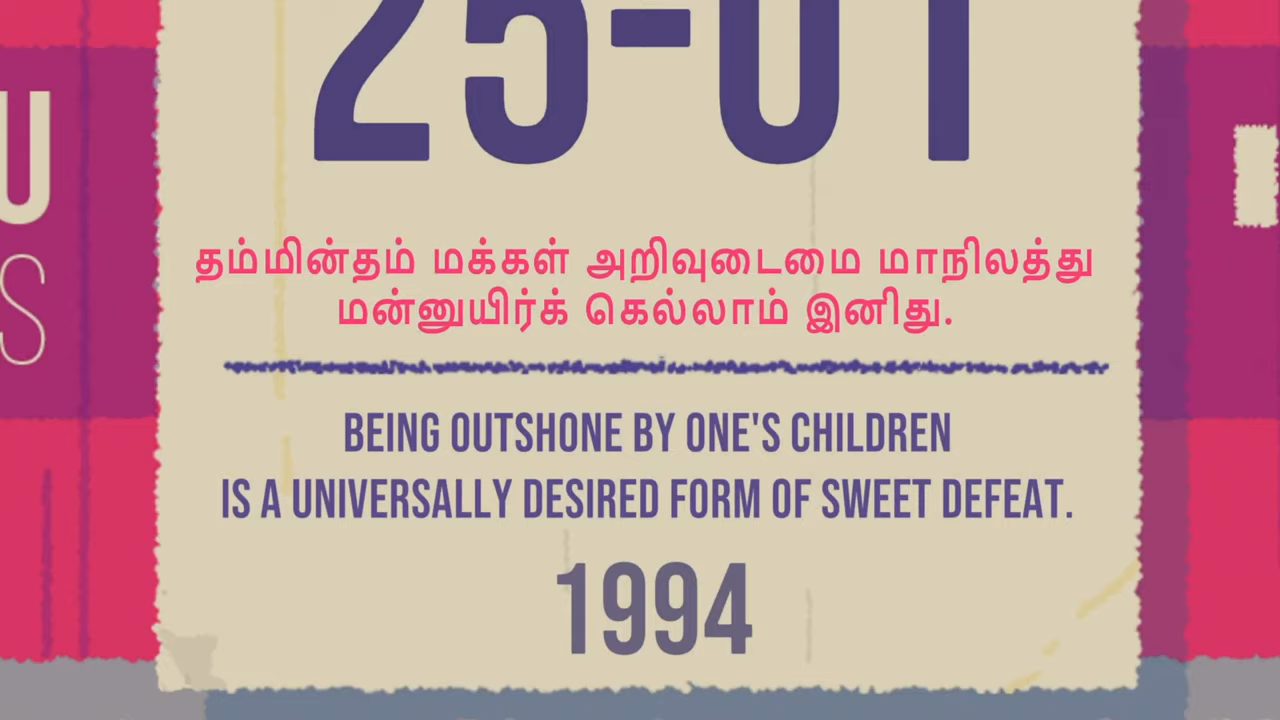 25-01
U
S
தம்மின்தம் மக்கள் அறிவுடைமை மாநிலத்து
மன்னுயிர்க் கெல்லாம் இனிது.
BEING OUTSHONE BY ONE'S CHILDREN
IS A UNIVERSALLY DESIRED FORM OF SWEET DEFEAT.
1994